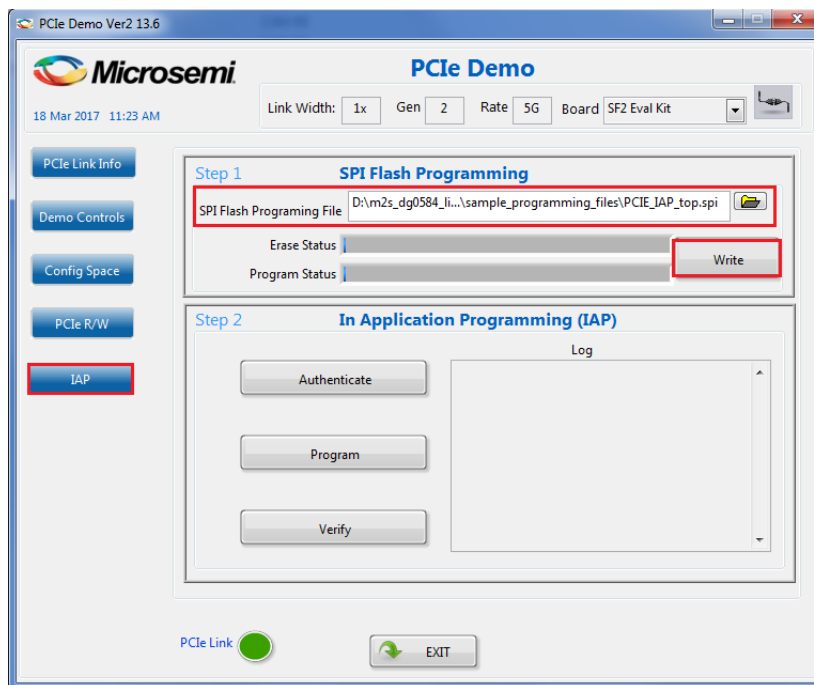 PCIe Demo Ver2 13.6
Microsemi.
PCIe Demo
18 Mar 2017 11:23 AM
Link Width: 1x Gen 2 Rate 5G Board SF2 Eval Kit
PCIe Link Info
Demo Controls
Config Space
PCIe R/W
IAP
Step 1 SPI Flash Programming
SPI Flash Programing File D:\m2s_dg0584_li...\sample_programming_files\PCIE_IAP_top.spi
Erase Status
Program Status
Write
Step 2 In Application Programming (IAP)
Log
Authenticate
Program
Verify
PCIe Link
EXIT